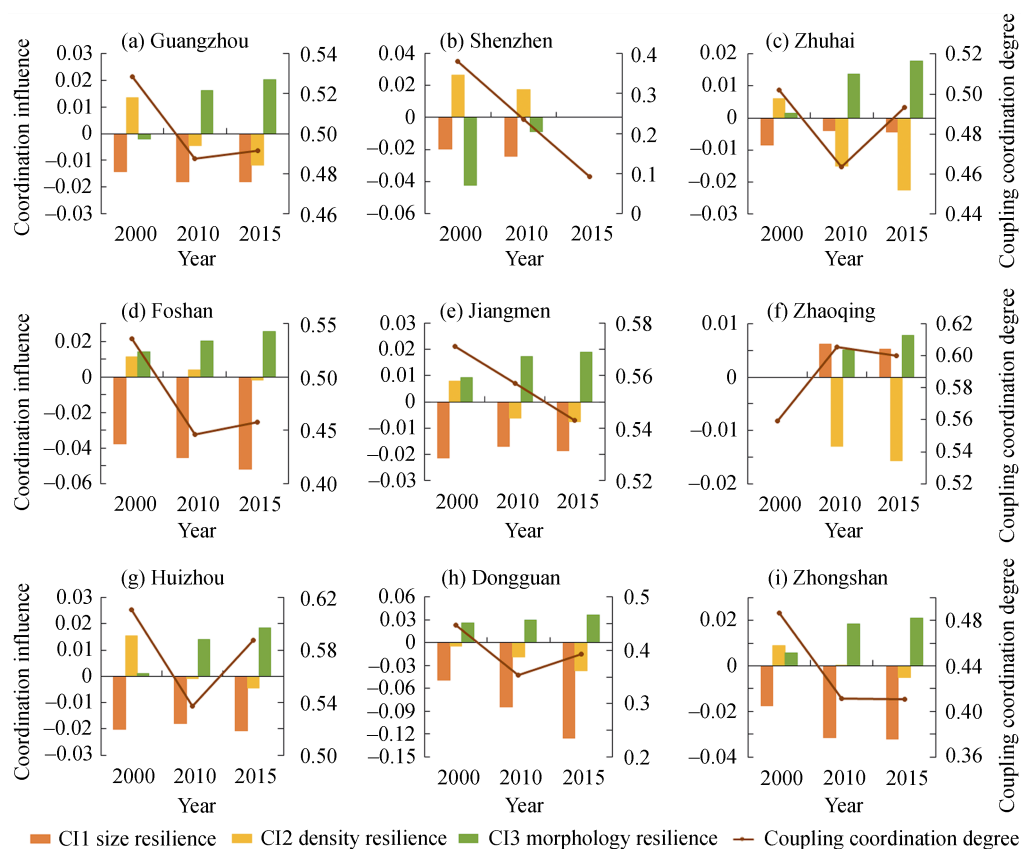 (a) Guangzhou
(b) Shenzhen
(c) Zhuhai
Coordination influence
0.03
0.02
0.01
0
–0.01
–0.02
–0.03
0.54
0.52
0.50
0.48
0.46
2000 2010 2015
Year
0.04
0.02
0
–0.02
–0.04
–0.06
0.4
0.3
0.2
0.1
0
2000 2010 2015
Year
0.02
0.01
0
–0.01
–0.02
–0.03
0.52
0.50
0.48
0.46
0.44
2000 2010 2015
Year
Coupling coordination degree
(d) Foshan
(e) Jiangmen
(f) Zhaoqing
Coordination influence
0.02
0
–0.02
–0.04
–0.06
0.55
0.50
0.45
0.40
2000 2010 2015
Year
0.03
0.02
0.01
0
–0.01
–0.02
–0.03
0.58
0.56
0.54
0.52
2000 2010 2015
Year
0.01
0
–0.01
–0.02
0.62
0.60
0.58
0.56
0.54
0.52
2000 2010 2015
Year
Coupling coordination degree
(g) Huizhou
(h) Dongguan
(i) Zhongshan
Coordination influence
0.03
0.02
0.01
0
–0.01
–0.02
–0.03
0.62
0.58
0.54
0.50
2000 2010 2015
Year
0.06
0.03
0
–0.03
–0.06
–0.09
–0.12
–0.15
0.5
0.4
0.3
0.2
2000 2010 2015
Year
0.02
0
–0.02
–0.04
0.48
0.44
0.40
0.36
2000 2010 2015
Year
Coupling coordination degree
CI1 size resilience CI2 density resilience CI3 morphology resilience Coupling coordination degree